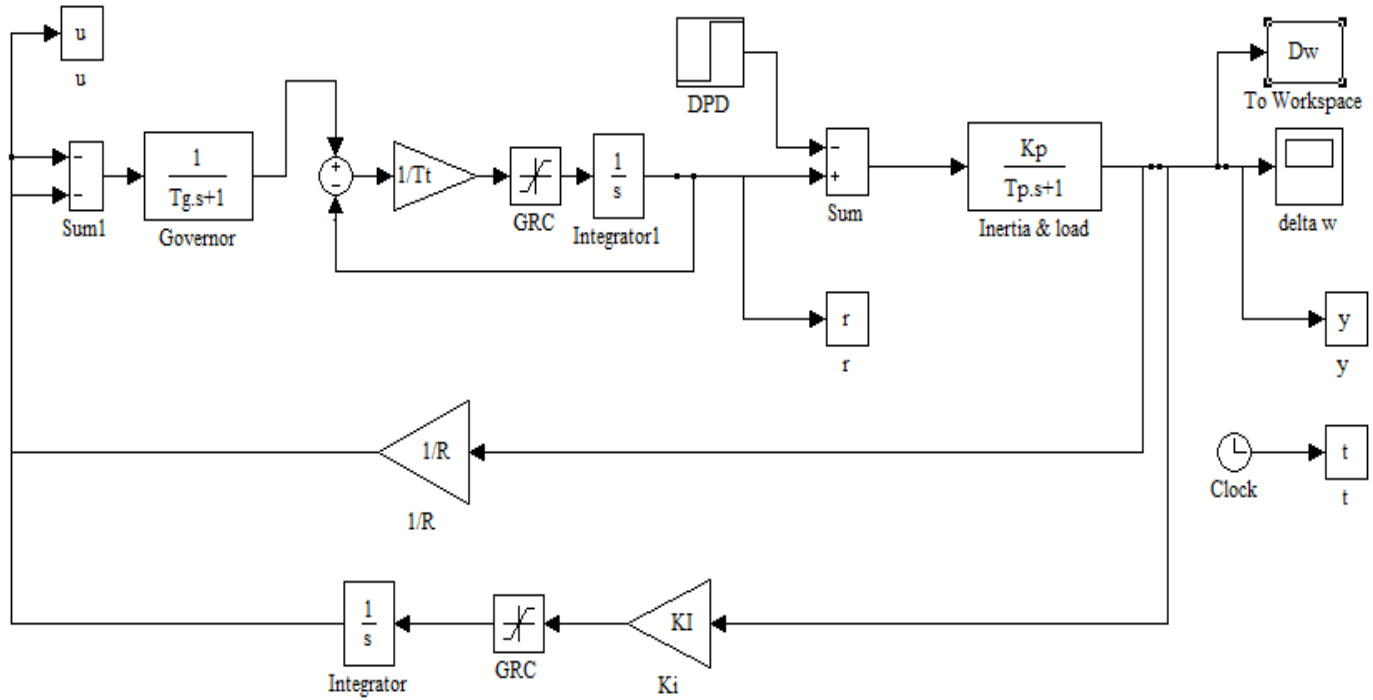 u
u
DPD
Dw
To Workspace
-
-
Sum1
1
Tg.s+1
Governor
+
-
1/Tt
GRC
1
s
Integrator1
-
+
Sum
Kp
Tp.s+1
Inertia & load
delta w
r
r
y
y
1/R
1/R
Clock
t
t
1
s
Integrator
GRC
KI
Ki